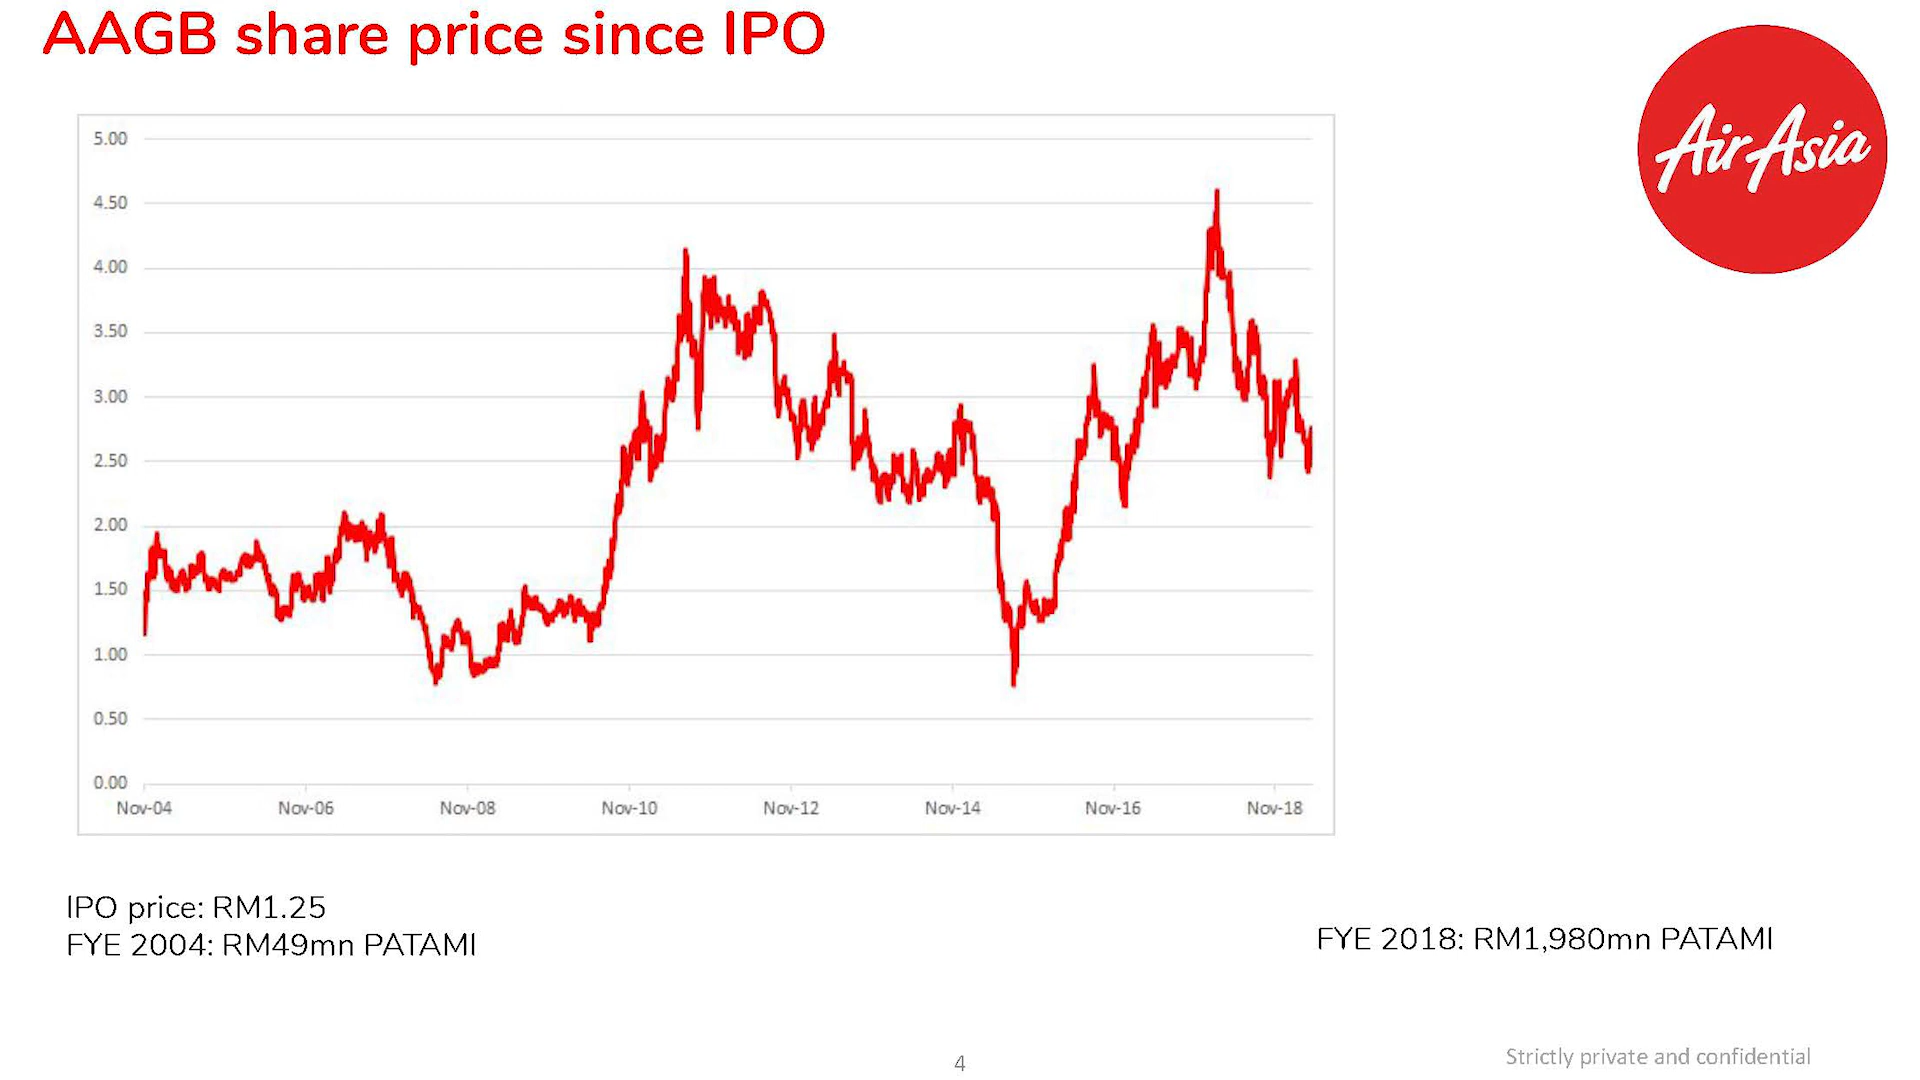 AAGB share price since IPO
AirAsia
5.00
4.50
4.00
3.50
3.00
2.50
2.00
1.50
1.00
0.50
0.00
Nov-04 Nov-06 Nov-08 Nov-10 Nov-12 Nov-14 Nov-16 Nov-18
IPO price: RM1.25
FYE 2004: RM49mn PATAMI
FYE 2018: RM1,980mn PATAMI
4
Strictly private and confidential